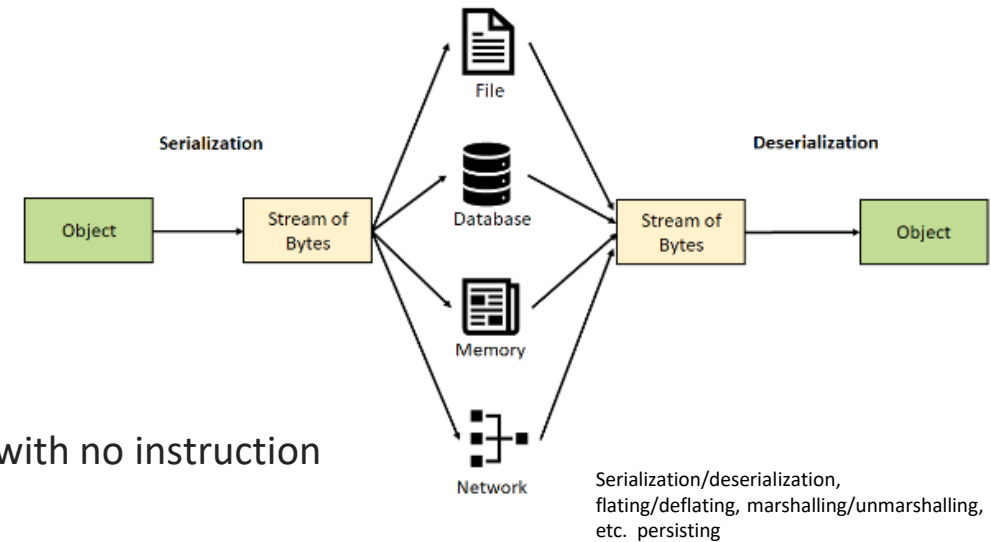 File
Serialization
Deserialization
Object
Stream of
Bytes
Database
Stream of
Bytes
Object
Memory
with no instruction
Network
Serialization/deserialization,
flating/deflating, marshalling/unmarshalling,
etc. persisting